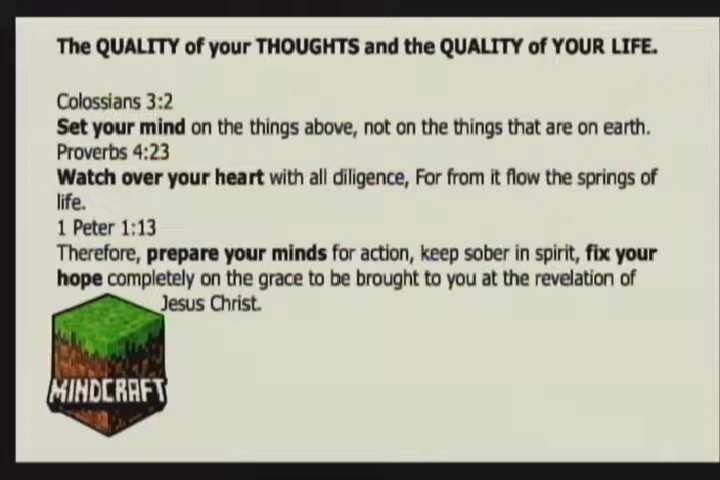 The QUALITY of your THOUGHTS and the QUALITY of YOUR LIFE.
Colossians 3:2
Set your mind on the things above, not on the things that are on earth.
Proverbs 4:23
Watch over your heart with all diligence, For from it flow the springs of
life.
1 Peter 1:13
Therefore, prepare your minds for action, keep sober in spirit, fix your
hope completely on the grace to be brought to you at the revelation of
Jesus Christ.
MINDCRAFT